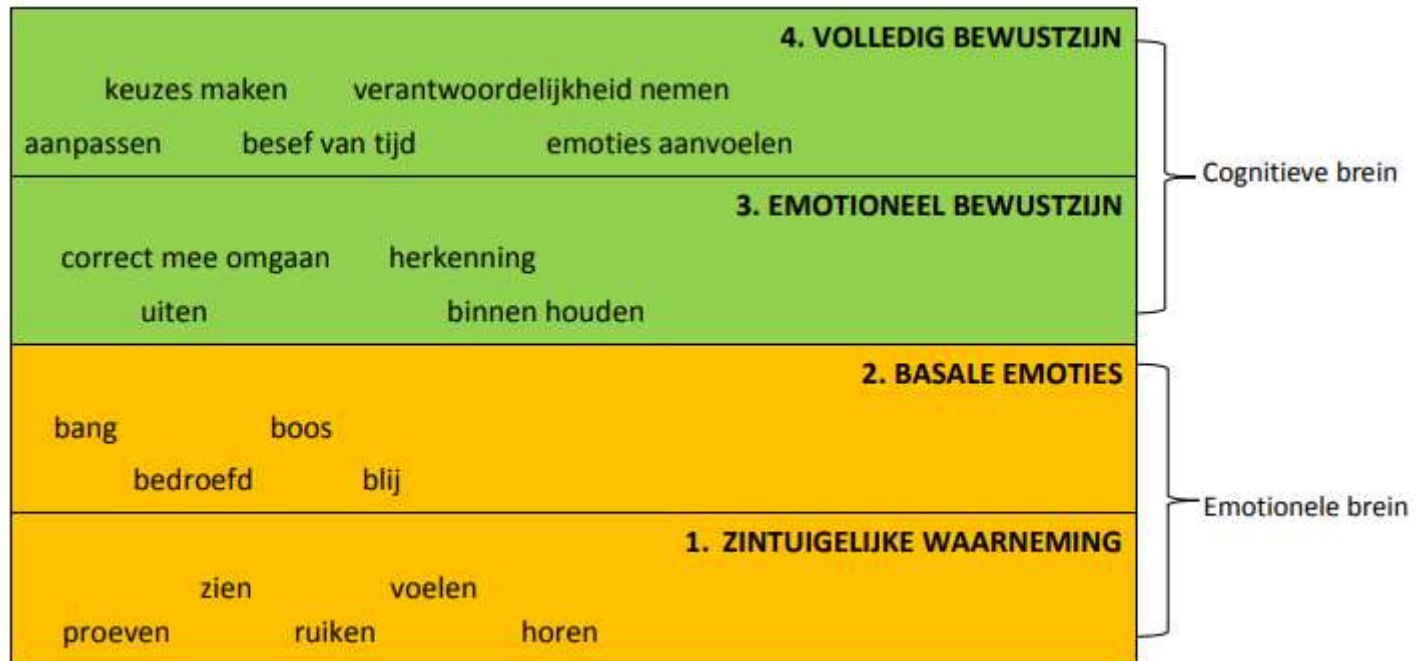 4. VOLLEDIG BEWUSTZIJN
keuzes maken verantwoordelijkheid nemen
aanpassen besef van tijd emoties aanvoelen
Cognitieve brein
3. EMOTIONEEL BEWUSTZIJN
correct mee omgaan herkenning
uiten binnen houden
2. BASALE EMOTIES
bang boos
bedroefd blij
Emotionele brein
1. ZINTUIGELIJKE WAARNEMING
zien voelen
proeven ruiken horen